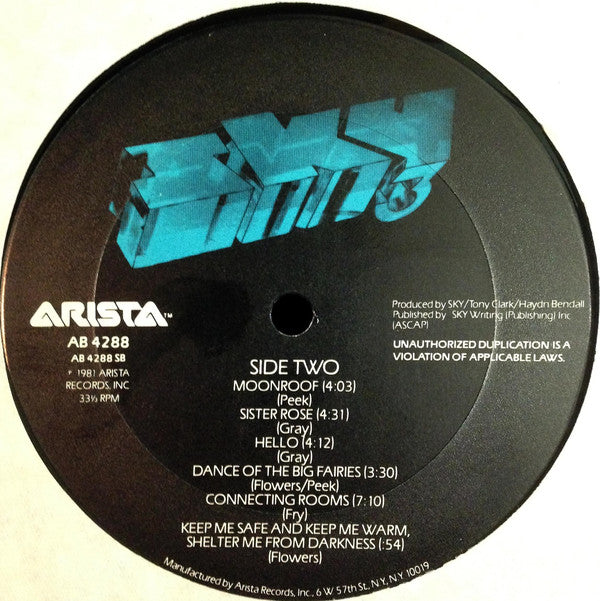 SKY 3
ARISTA™
AB 4288
AB 4288 SB
℗ 1981 ARISTA
RECORDS, INC
33⅓ RPM
Produced by SKY/Tony Clark/Haydn Bendall
Published by SKY Writing (Publishing) Inc
(ASCAP)
UNAUTHORIZED DUPLICATION IS A
VIOLATION OF APPLICABLE LAWS.
SIDE TWO
MOONROOF (4:03)
(Peek)
SISTER ROSE (4:31)
(Gray)
HELLO (4:12)
(Gray)
DANCE OF THE BIG FAIRIES (3:30)
(Flowers/Peek)
CONNECTING ROOMS (7:10)
(Fry)
KEEP ME SAFE AND KEEP ME WARM,
SHELTER ME FROM DARKNESS (:54)
(Flowers)
Manufactured by Arista Records, Inc., 6 W 57th St., N.Y., N.Y 10019